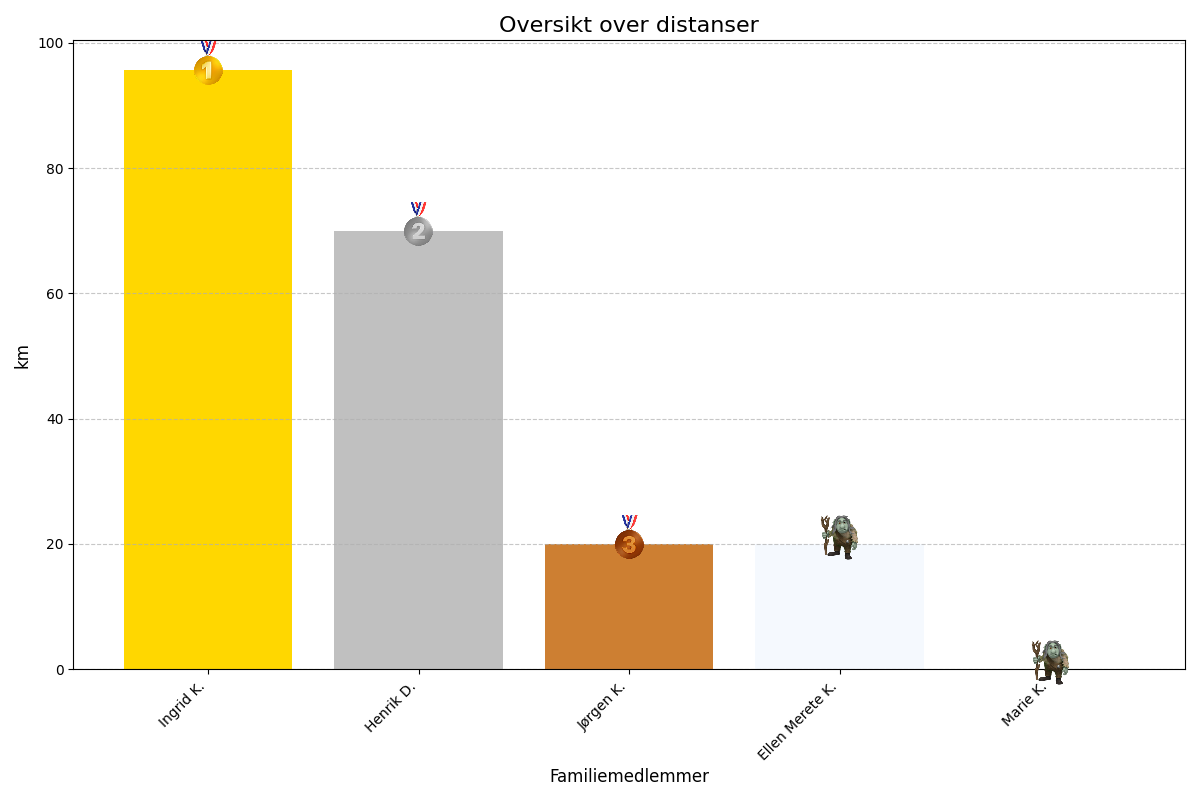 Oversikt over distanser
100
80
60
40
20
0
km
1
2
3
Ingrid K.
Henrik D.
Jørgen K.
Ellen Merete K.
Marie K.
Familiemedlemmer